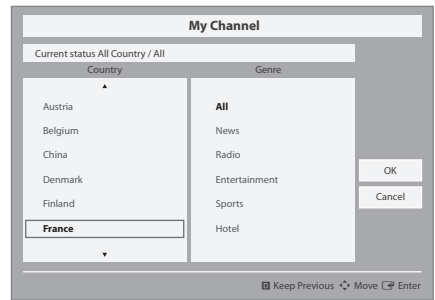 My Channel
Current status All Country / All
Country
Genre
Austria
Belgium
China
Denmark
Finland
France
All
News
Radio
Entertainment
Sports
Hotel
OK
Cancel
D Keep Previous Move Enter